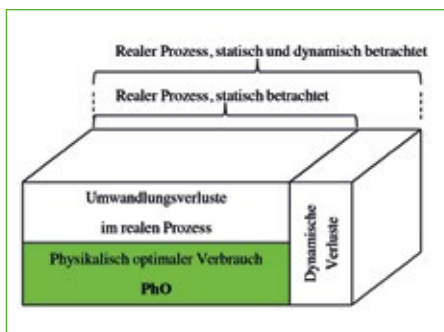 Realer Prozess, statisch und dynamisch betrachtet
Realer Prozess, statisch betrachtet
Umwandlungsverluste
im realen Prozess
Physikalisch optimaler Verbrauch
PhO
Dynamische
Verluste